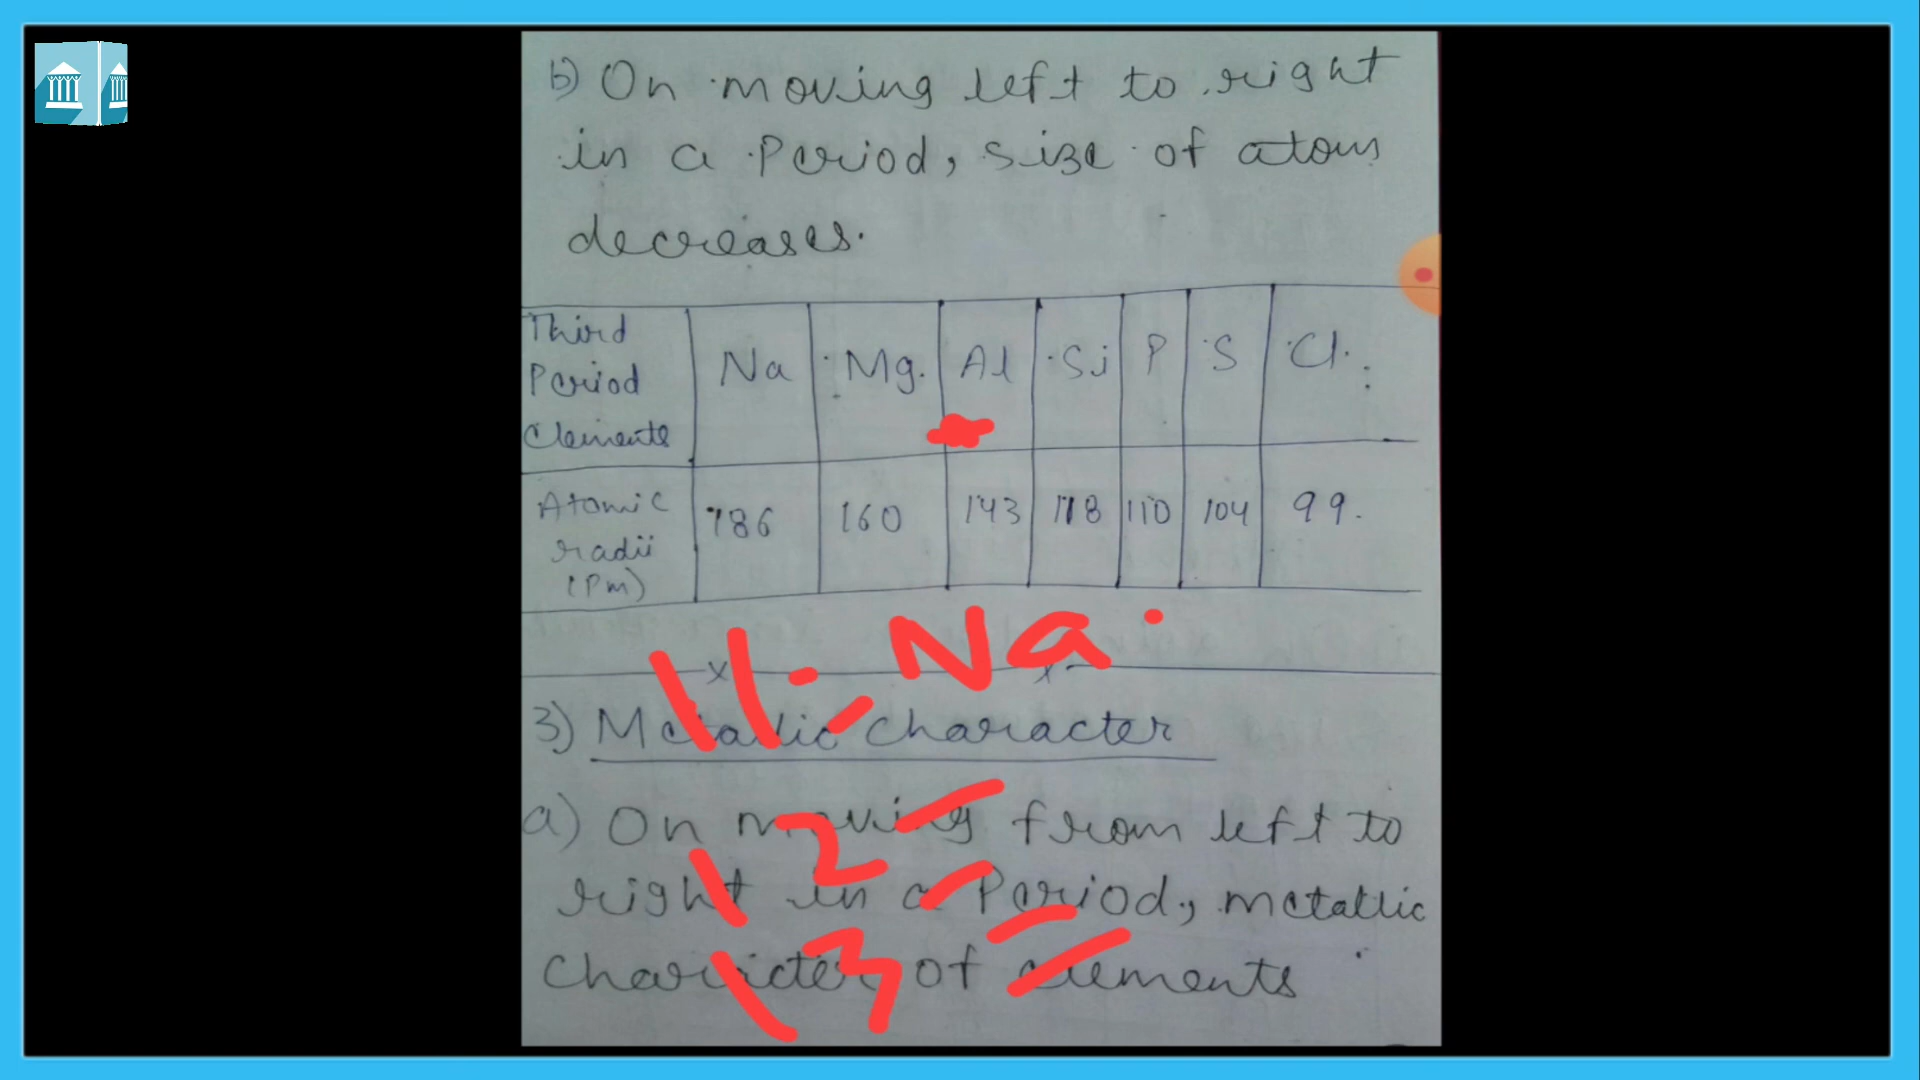 b) On moving left to right
in a Period, size of atom
decreases.
Third Period Elements Na Mg. Al Si P S Cl.
Atomic radii (Pm) 186 160 143 118 110 104 99.
11 = Na
x x
3) Metallic character
a) On moving from left to
12
right in a Period, metallic
13
character of elements